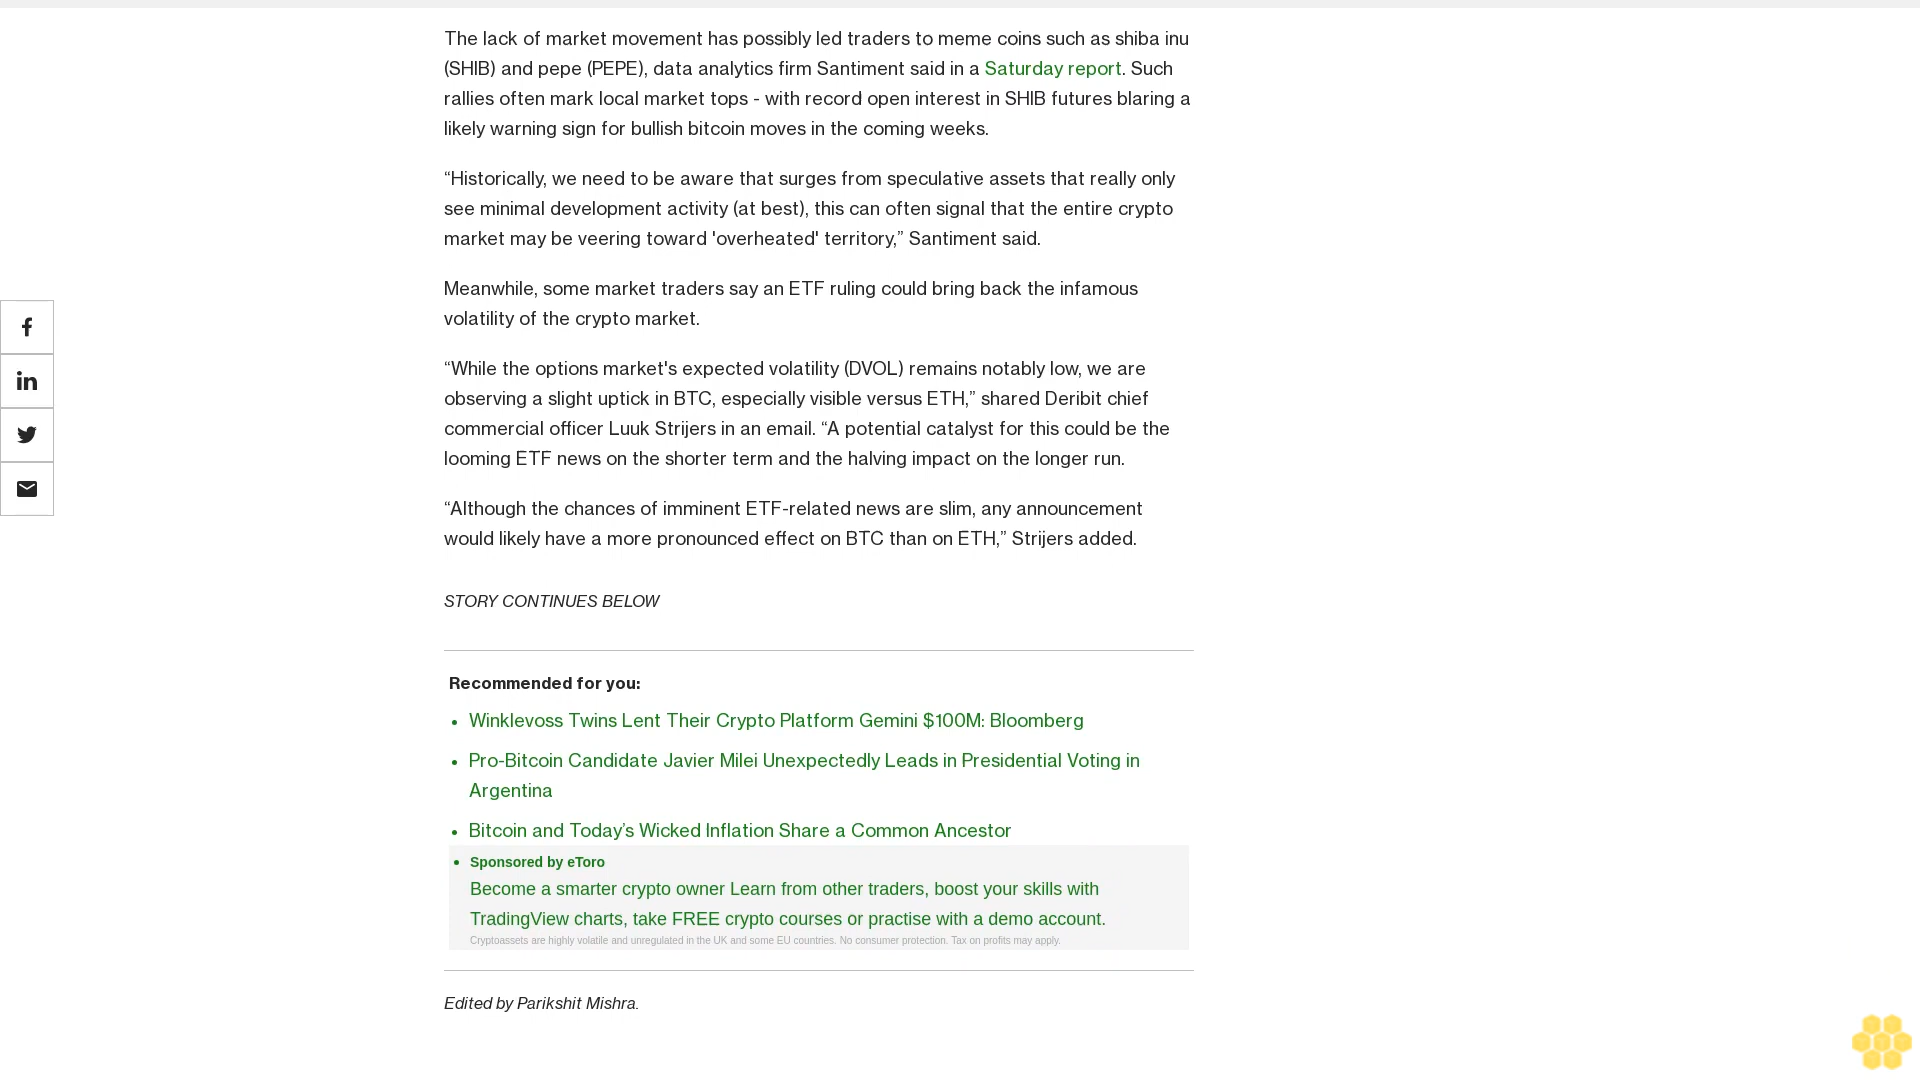 The lack of market movement has possibly led traders to meme coins such as shiba inu
(SHIB) and pepe (PEPE), data analytics firm Santiment said in a Saturday report. Such
rallies often mark local market tops - with record open interest in SHIB futures blaring a
likely warning sign for bullish bitcoin moves in the coming weeks.
“Historically, we need to be aware that surges from speculative assets that really only
see minimal development activity (at best), this can often signal that the entire crypto
market may be veering toward 'overheated' territory,” Santiment said.
Meanwhile, some market traders say an ETF ruling could bring back the infamous
volatility of the crypto market.
“While the options market's expected volatility (DVOL) remains notably low, we are
observing a slight uptick in BTC, especially visible versus ETH,” shared Deribit chief
commercial officer Luuk Strijers in an email. “A potential catalyst for this could be the
looming ETF news on the shorter term and the halving impact on the longer run.
“Although the chances of imminent ETF-related news are slim, any announcement
would likely have a more pronounced effect on BTC than on ETH,” Strijers added.
STORY CONTINUES BELOW
Recommended for you:
• Winklevoss Twins Lent Their Crypto Platform Gemini $100M: Bloomberg
• Pro-Bitcoin Candidate Javier Milei Unexpectedly Leads in Presidential Voting in
Argentina
• Bitcoin and Today’s Wicked Inflation Share a Common Ancestor
• Sponsored by eToro
Become a smarter crypto owner Learn from other traders, boost your skills with
TradingView charts, take FREE crypto courses or practise with a demo account.
Cryptoassets are highly volatile and unregulated in the UK and some EU countries. No consumer protection. Tax on profits may apply.
Edited by Parikshit Mishra.